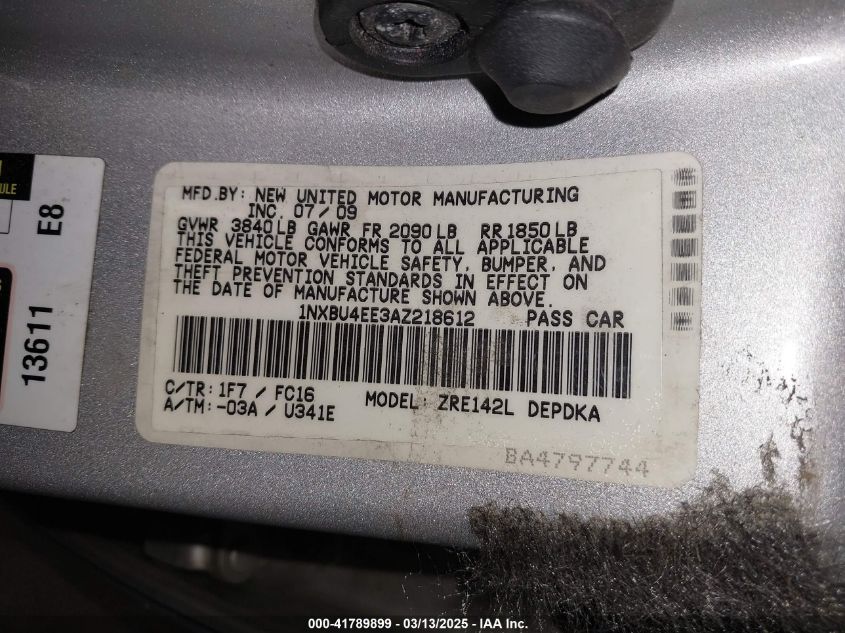 ULE
E8
13611
MFD.BY: NEW UNITED MOTOR MANUFACTURING
INC. 07/09
GVWR 3840LB GAWR FR 2090LB RR1850LB
THIS VEHICLE CONFORMS TO ALL APPLICABLE
FEDERAL MOTOR VEHICLE SAFETY, BUMPER, AND
THEFT PREVENTION STANDARDS IN EFFECT ON
THE DATE OF MANUFACTURE SHOWN ABOVE.
1NXBU4EE3AZ218612 PASS CAR
C/TR: 1F7 / FC16
A/TM: -03A / U341E
MODEL: ZRE142L DEPDKA
BA4797744
000-41789899 - 03/13/2025 - IAA Inc.